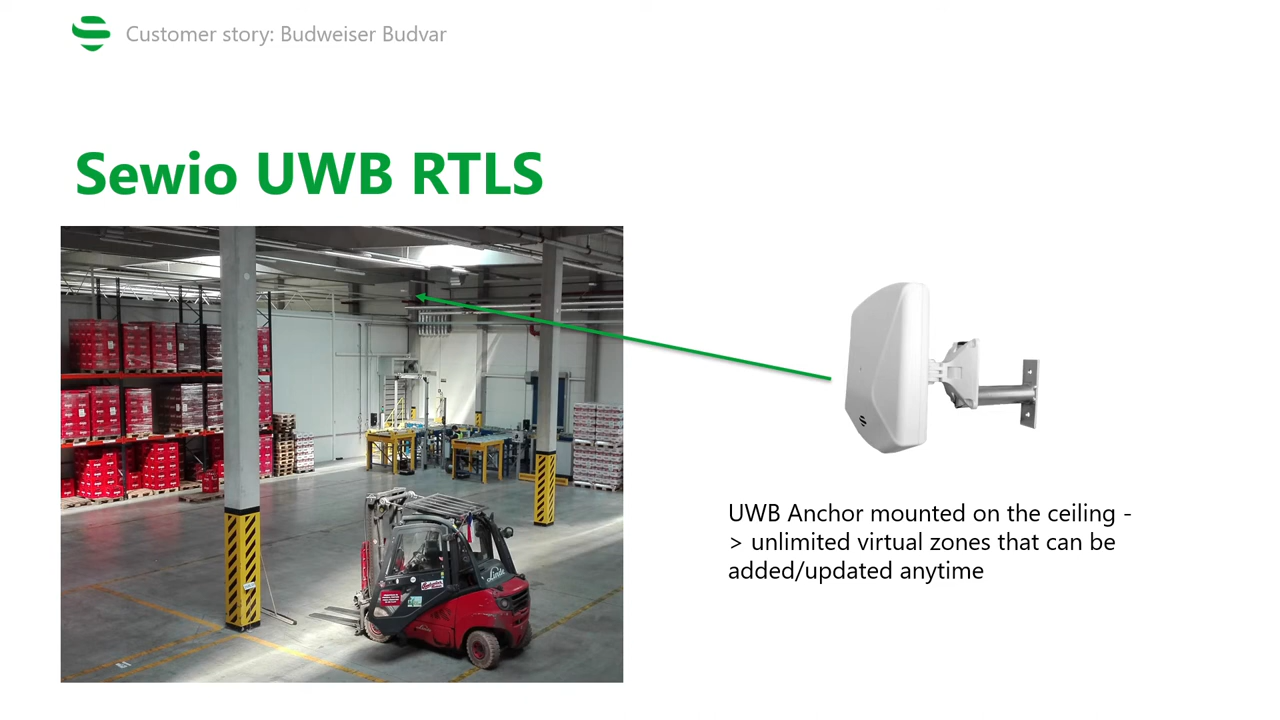 Customer story: Budweiser Budvar
Sewio UWB RTLS
Linde
UWB Anchor mounted on the ceiling -
> unlimited virtual zones that can be
added/updated anytime